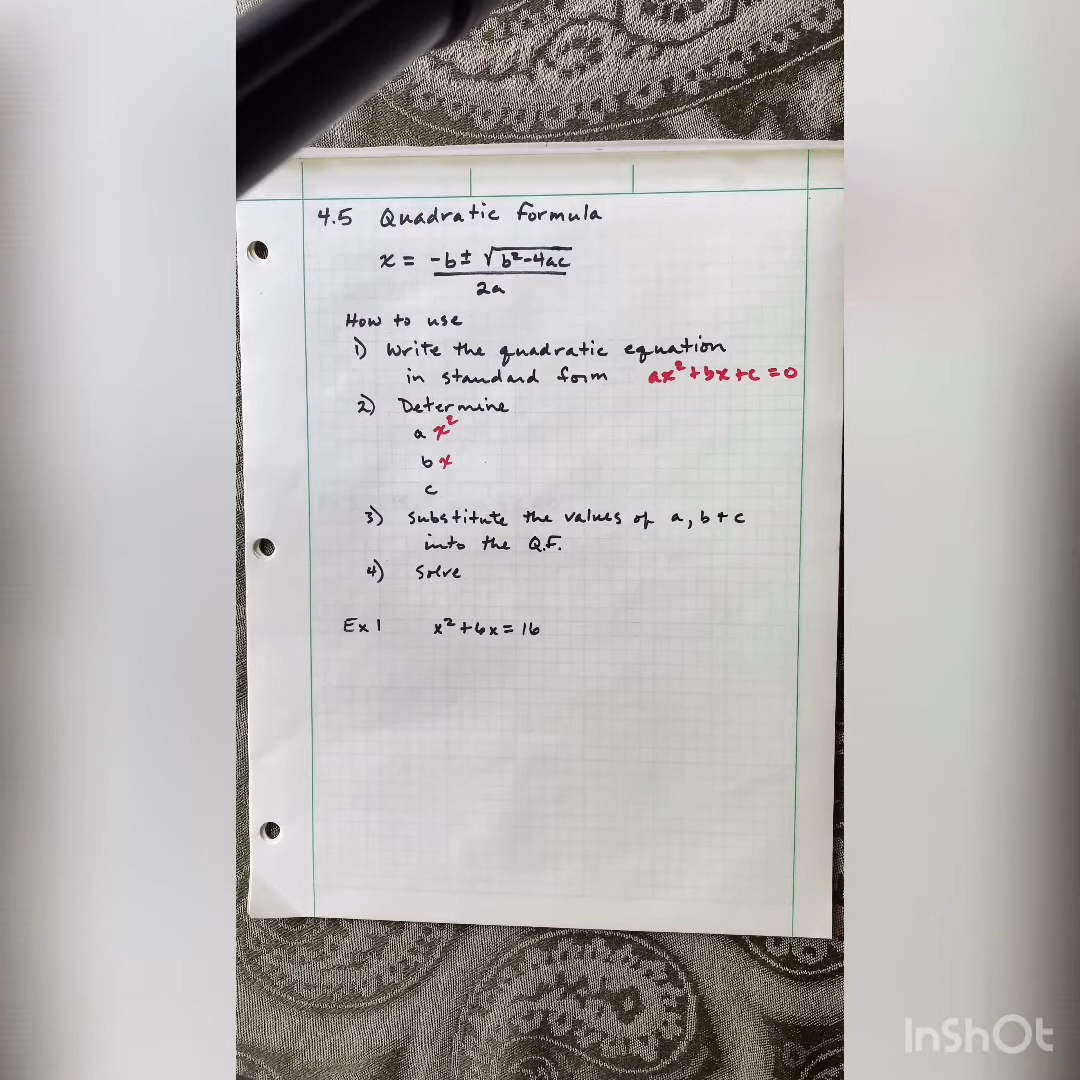 4.5 Quadratic Formula
x = -b ± √b²-4ac
2a
How to use
1) Write the quadratic equation
in standard form ax²+bx+c=0
2) Determine
a x²
b x
c
3) Substitute the values of a, b + c
into the Q.F.
4) Solve
Ex 1 x²+6x=16
InShOt